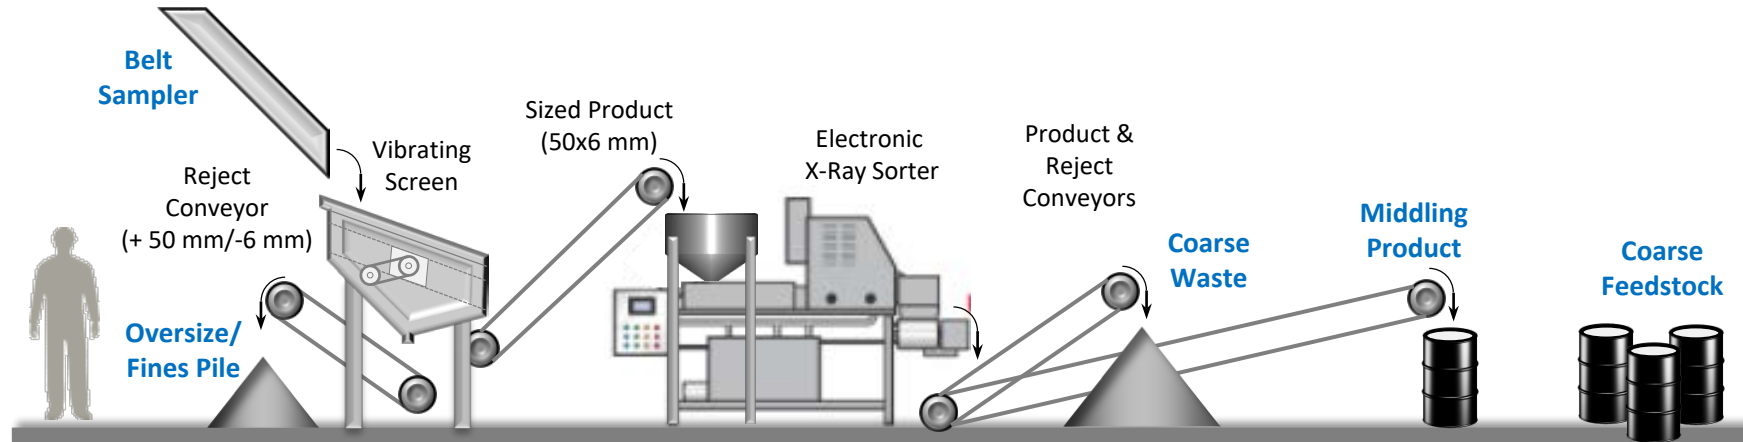 Belt
Sampler
Reject
Conveyor
(+ 50 mm/-6 mm)
Vibrating
Screen
Oversize/
Fines Pile
Sized Product
(50x6 mm)
Electronic
X-Ray Sorter
Product &
Reject
Conveyors
Coarse
Waste
Middling
Product
Coarse
Feedstock